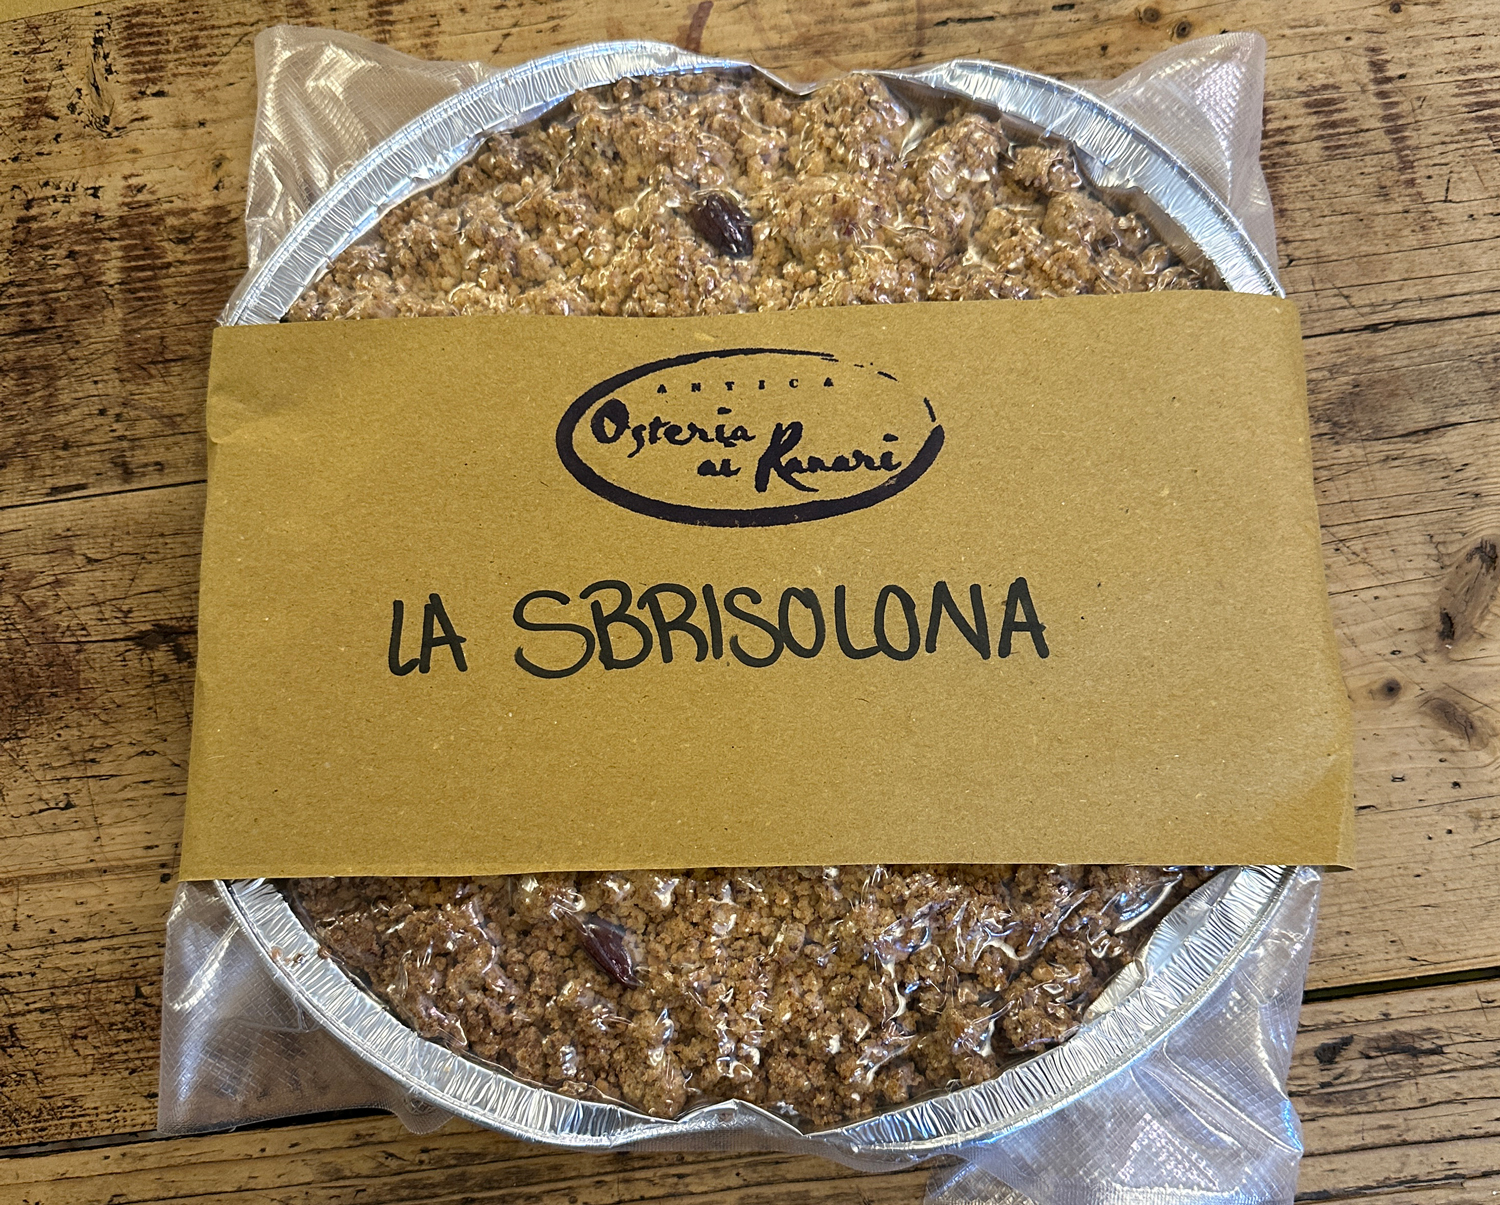 ANTICA
Osteria
ai Ranari
LA SBRISOLONA